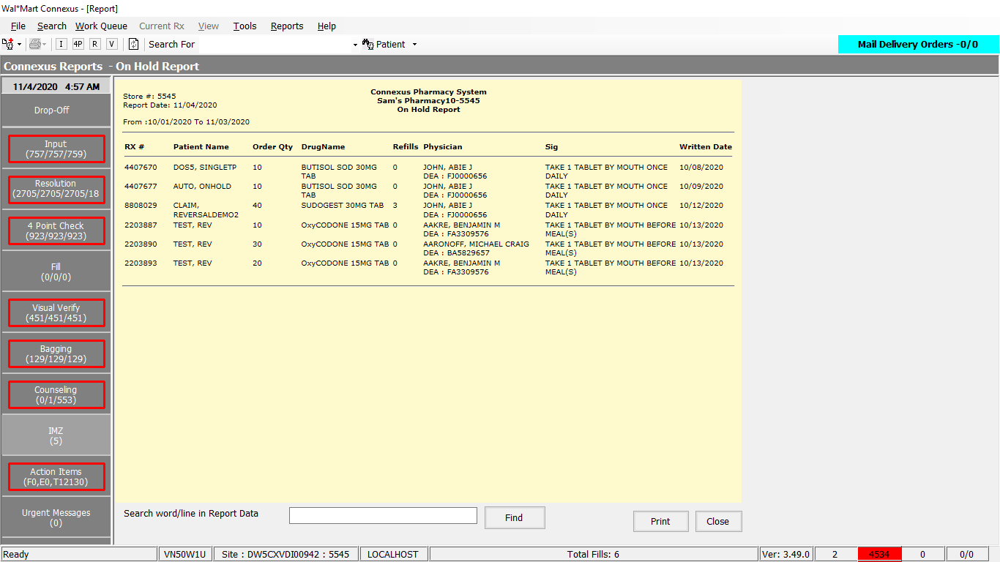 Wal*Mart Connexus - [Report]
File Search Work Queue Current Rx View Tools Reports Help
I 4P R V Search For Patient Mail Delivery Orders -0/0
Connexus Reports - On Hold Report
11/4/2020 4:57 AM
Drop-Off
Input
(757/757/759)
Resolution
(2705/2705/2705/18
4 Point Check
(923/923/923)
Fill
(0/0/0)
Visual Verify
(451/451/451)
Bagging
(129/129/129)
Counseling
(0/1/553)
IMZ
(5)
Action Items
(F0,E0,T12130)
Urgent Messages
(0)
Connexus Pharmacy System
Store #: 5545 Sam's Pharmacy10-5545
Report Date: 11/04/2020 On Hold Report
From :10/01/2020 To 11/03/2020
RX # Patient Name Order Qty DrugName Refills Physician Sig Written Date
4407670 DOS5, SINGLETP 10 BUTISOL SOD 30MG 0 JOHN, ABIE J TAKE 1 TABLET BY MOUTH ONCE 10/08/2020
TAB DEA : FJ0000656 DAILY
4407677 AUTO, ONHOLD 10 BUTISOL SOD 30MG 0 JOHN, ABIE J TAKE 1 TABLET BY MOUTH ONCE 10/09/2020
TAB DEA : FJ0000656 DAILY
8808029 CLAIM, 40 SUDOGEST 30MG TAB 3 JOHN, ABIE J TAKE 1 TABLET BY MOUTH ONCE 10/12/2020
REVERSALDEMO2 DEA : FJ0000656 DAILY
2203887 TEST, REV 10 OxyCODONE 15MG TAB 0 AAKRE, BENJAMIN M TAKE 1 TABLET BY MOUTH BEFORE 10/13/2020
DEA : FA3309576 MEAL(S)
2203890 TEST, REV 30 OxyCODONE 15MG TAB 0 AARONOFF, MICHAEL CRAIG TAKE 1 TABLET BY MOUTH BEFORE 10/13/2020
DEA : BA5829657 MEAL(S)
2203893 TEST, REV 20 OxyCODONE 15MG TAB 0 AAKRE, BENJAMIN M TAKE 1 TABLET BY MOUTH BEFORE 10/13/2020
DEA : FA3309576 MEAL(S)
Search word/line in Report Data Find Print Close
Ready VN50W1U Site : DW5CXVDI00942 : 5545 LOCALHOST Total Fills: 6 Ver: 3.49.0 2 4534 0 0/0